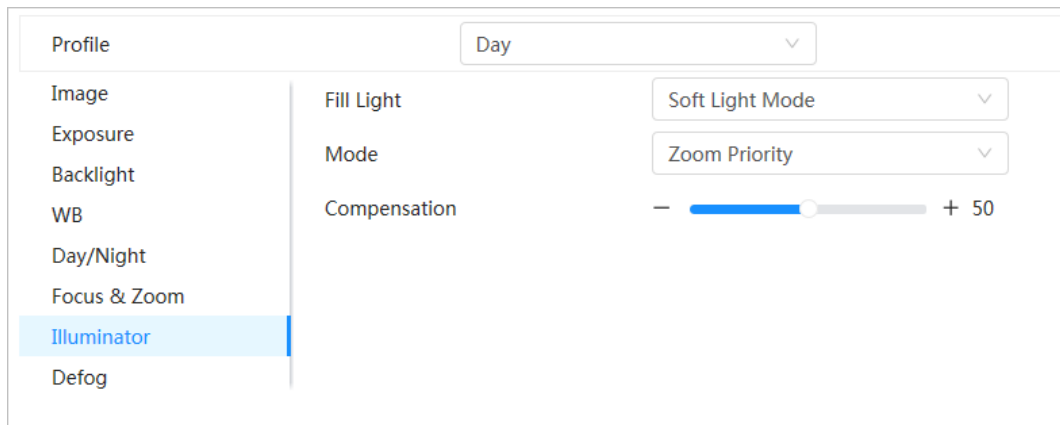 Profile Day
Image
Exposure
Backlight
WB
Day/Night
Focus & Zoom
Illuminator
Defog
Fill Light Soft Light Mode
Mode Zoom Priority
Compensation − + 50